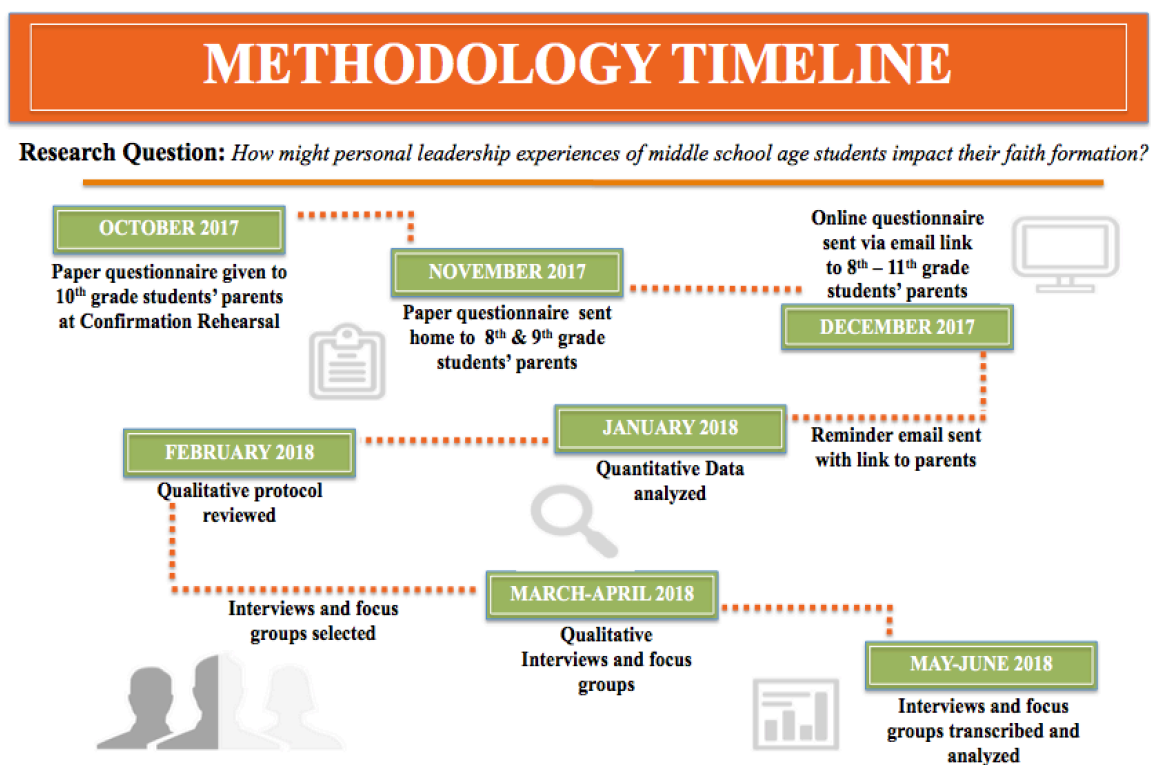 METHODOLOGY TIMELINE
Research Question: How might personal leadership experiences of middle school age students impact their faith formation?
OCTOBER 2017
Paper questionnaire given to
10th grade students’ parents
at Confirmation Rehearsal
NOVEMBER 2017
Paper questionnaire sent
home to 8th & 9th grade
students’ parents
Online questionnaire
sent via email link
to 8th – 11th grade
students’ parents
DECEMBER 2017
Reminder email sent
with link to parents
JANUARY 2018
Quantitative Data
analyzed
FEBRUARY 2018
Qualitative protocol
reviewed
Interviews and focus
groups selected
MARCH-APRIL 2018
Qualitative
Interviews and focus
groups
MAY-JUNE 2018
Interviews and focus
groups transcribed and
analyzed